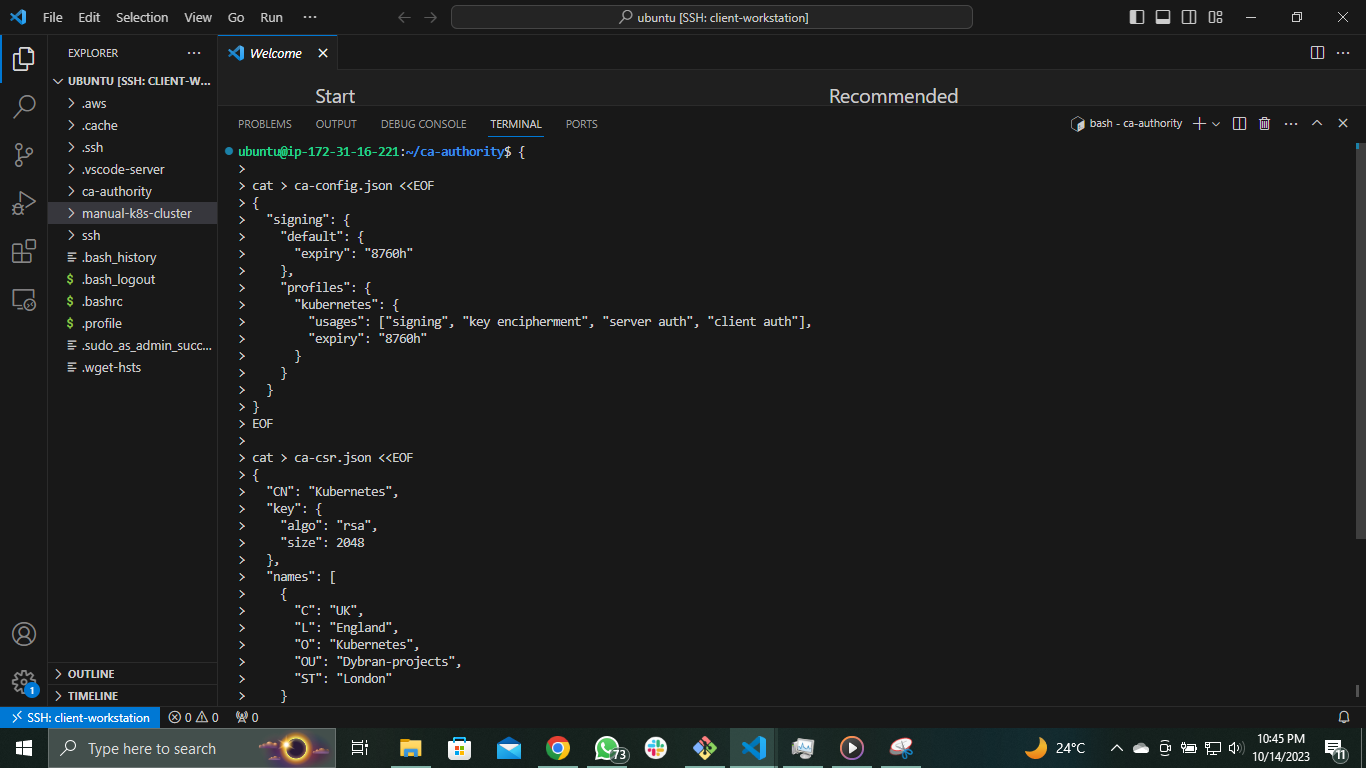 File Edit Selection View Go Run ···
ubuntu [SSH: client-workstation]
EXPLORER ···
UBUNTU [SSH: CLIENT-W...
.aws
.cache
.ssh
.vscode-server
ca-authority
manual-k8s-cluster
ssh
.bash_history
.bash_logout
.bashrc
.profile
.sudo_as_admin_succ...
.wget-hsts
OUTLINE
TIMELINE
Welcome
Start
Recommended
PROBLEMS OUTPUT DEBUG CONSOLE TERMINAL PORTS
bash - ca-authority
ubuntu@ip-172-31-16-221:~/ca-authority$ {
>
> cat > ca-config.json <<EOF
> {
>   "signing": {
>     "default": {
>       "expiry": "8760h"
>     },
>     "profiles": {
>       "kubernetes": {
>         "usages": ["signing", "key encipherment", "server auth", "client auth"],
>         "expiry": "8760h"
>       }
>     }
>   }
> }
> EOF
>
> cat > ca-csr.json <<EOF
> {
>   "CN": "Kubernetes",
>   "key": {
>     "algo": "rsa",
>     "size": 2048
>   },
>   "names": [
>     {
>       "C": "UK",
>       "L": "England",
>       "O": "Kubernetes",
>       "OU": "Dybran-projects",
>       "ST": "London"
>     }
1
SSH: client-workstation 0 0 0
Type here to search
73
24°C
10:45 PM
10/14/2023
11